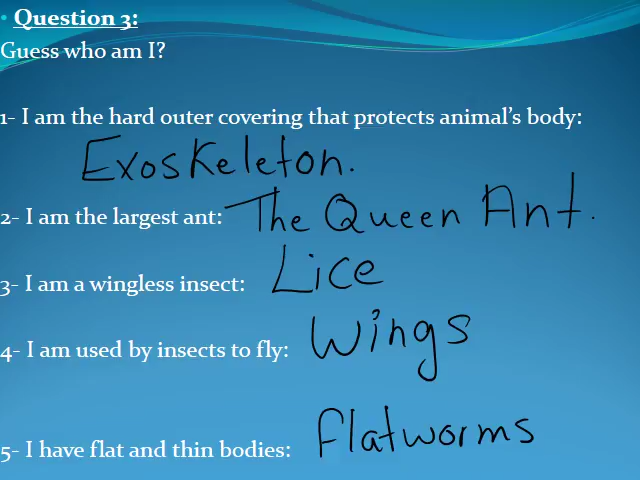 • Question 3:
Guess who am I?
1- I am the hard outer covering that protects animal's body:
Exoskeleton.
2- I am the largest ant: The Queen Ant.
3- I am a wingless insect: Lice
4- I am used by insects to fly: Wings
5- I have flat and thin bodies: Flatworms